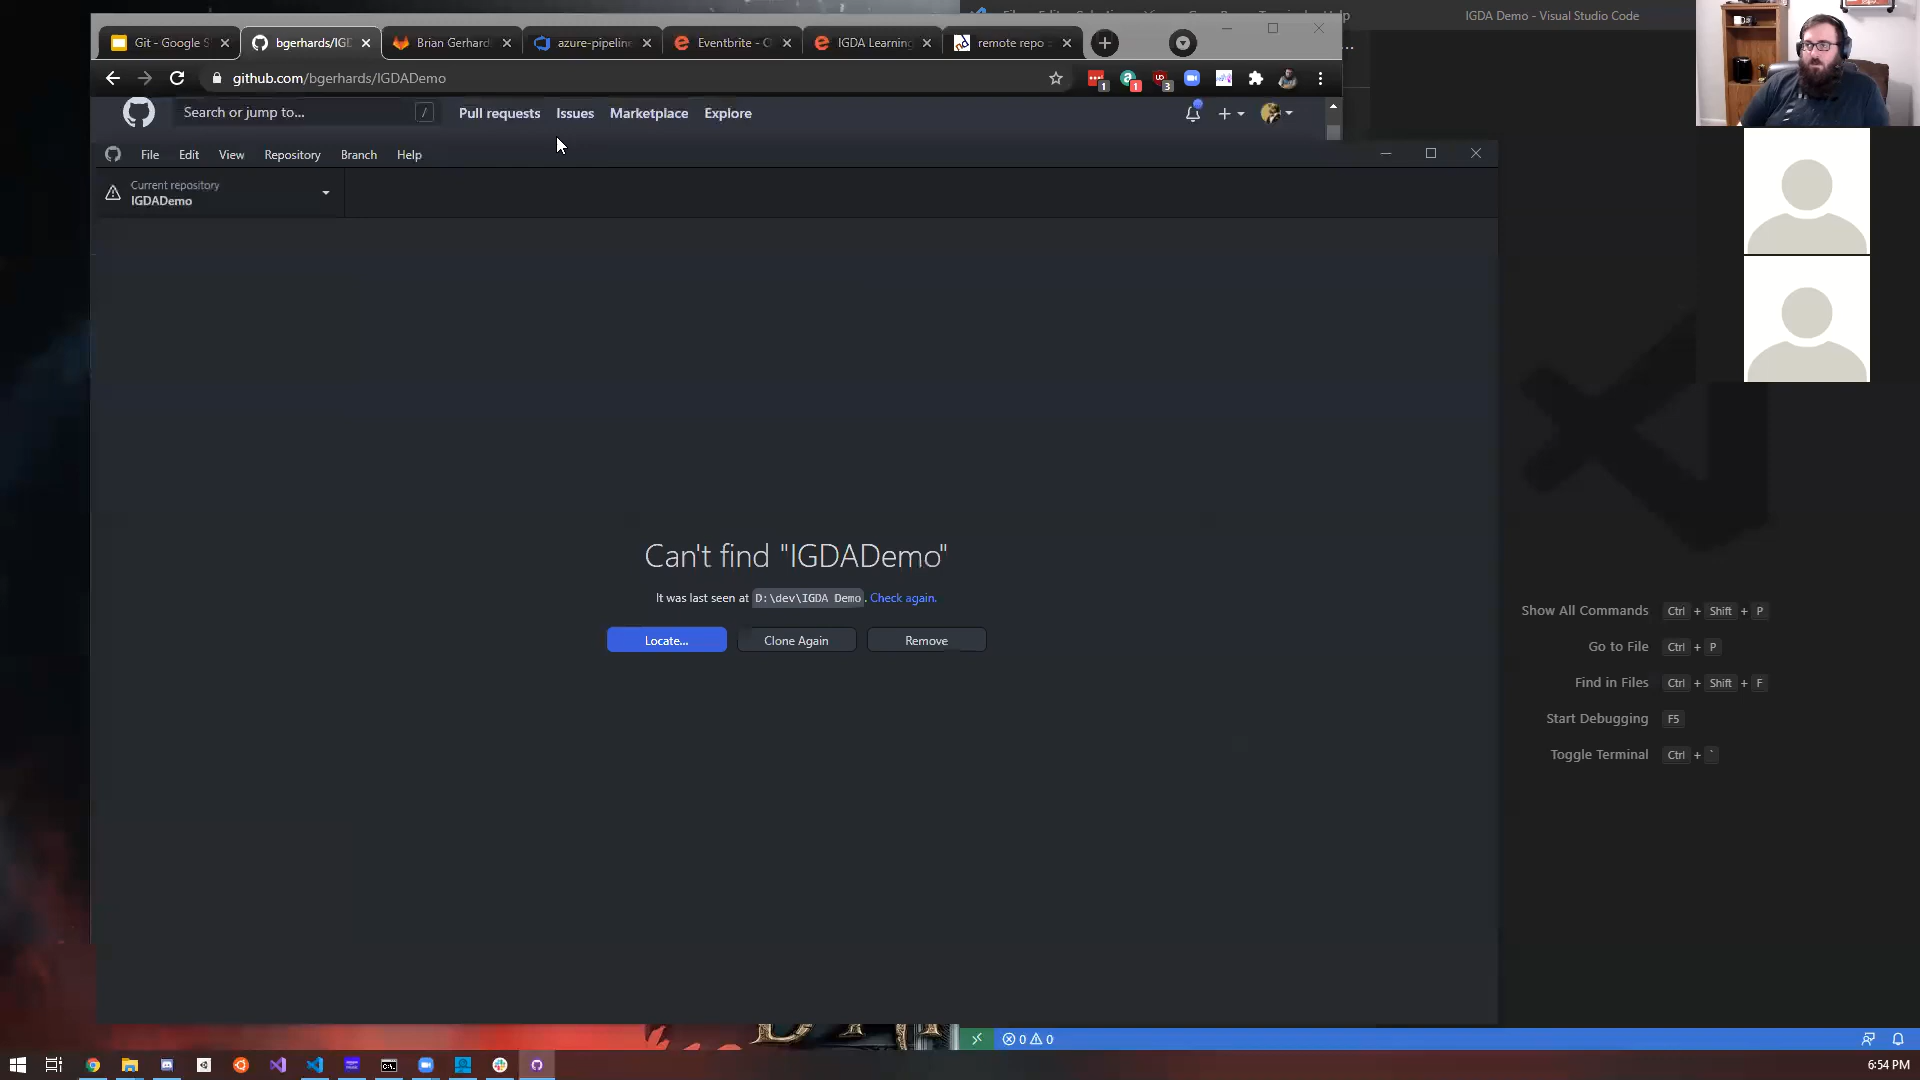 Git - Google S
bgerhards/IGD
Brian Gerhard
azure-pipeline
Eventbrite - O
IGDA Learning
remote repo
IGDA Demo - Visual Studio Code
github.com/bgerhards/IGDADemo
1
1
3
Search or jump to...
/
Pull requests
Issues
Marketplace
Explore
File
Edit
View
Repository
Branch
Help
Current repository
IGDADemo
Can't find "IGDADemo"
It was last seen at D:\dev\IGDA Demo. Check again.
Locate...
Clone Again
Remove
Show All Commands Ctrl + Shift + P
Go to File Ctrl + P
Find in Files Ctrl + Shift + F
Start Debugging F5
Toggle Terminal Ctrl + `
0 0
6:54 PM